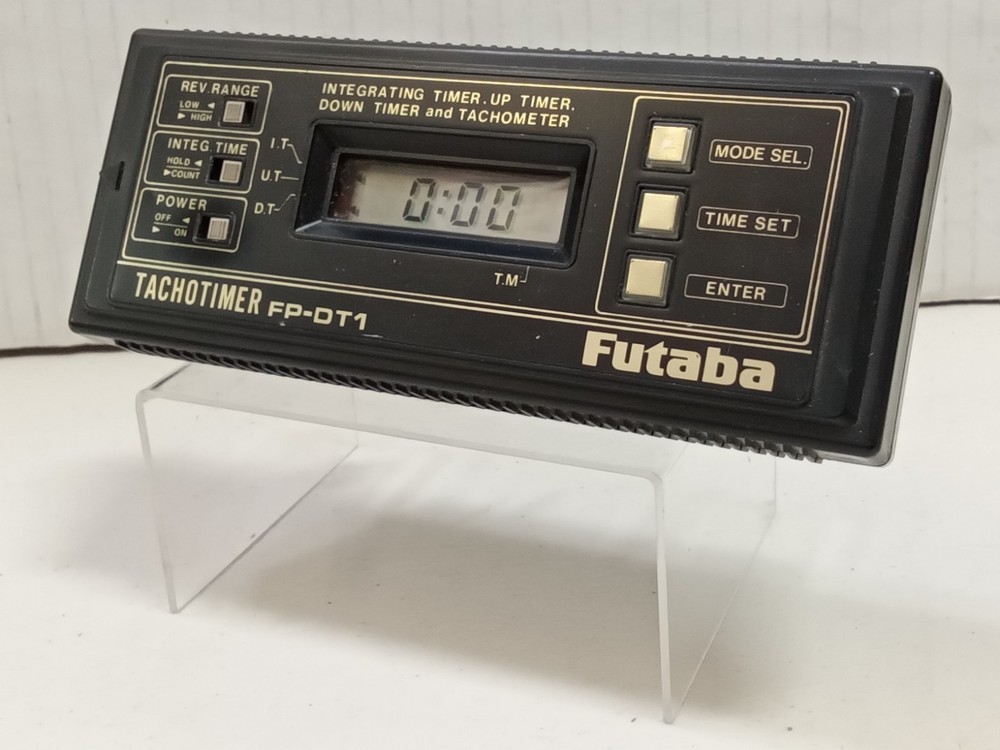 REV.RANGE
LOW ◄
► HIGH
INTEG.TIME
HOLD ◄
►COUNT
POWER
OFF ◄
► ON
INTEGRATING TIMER.UP TIMER.
DOWN TIMER and TACHOMETER
I.T
U.T
D.T
0:00
T.M
MODE SEL.
TIME SET
ENTER
TACHOTIMER FP-DT1
Futaba